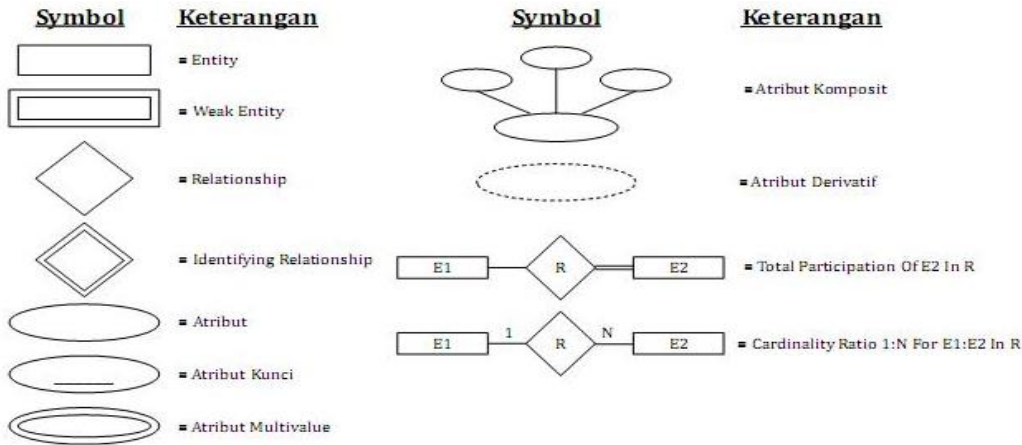 Symbol Keterangan
= Entity
= Weak Entity
= Relationship
= Identifying Relationship
= Atribut
= Atribut Kunci
= Atribut Multivalue
Symbol Keterangan
= Atribut Komposit
= Atribut Derivatif
E1 R E2 = Total Participation Of E2 In R
E1 1 R N E2 = Cardinality Ratio 1:N For E1:E2 In R